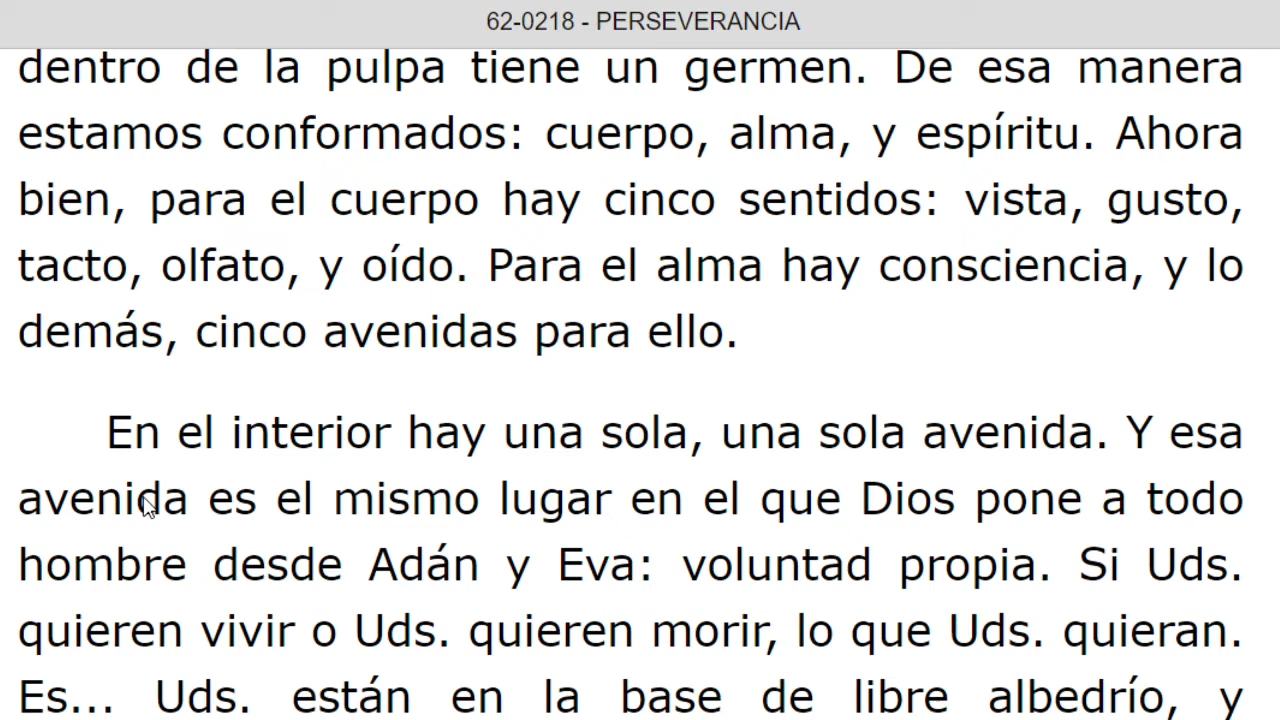 62-0218 - PERSEVERANCIA
dentro de la pulpa tiene un germen. De esa manera
estamos conformados: cuerpo, alma, y espíritu. Ahora
bien, para el cuerpo hay cinco sentidos: vista, gusto,
tacto, olfato, y oído. Para el alma hay consciencia, y lo
demás, cinco avenidas para ello.
En el interior hay una sola, una sola avenida. Y esa
avenida es el mismo lugar en el que Dios pone a todo
hombre desde Adán y Eva: voluntad propia. Si Uds.
quieren vivir o Uds. quieren morir, lo que Uds. quieran.
Es... Uds. están en la base de libre albedrío, y